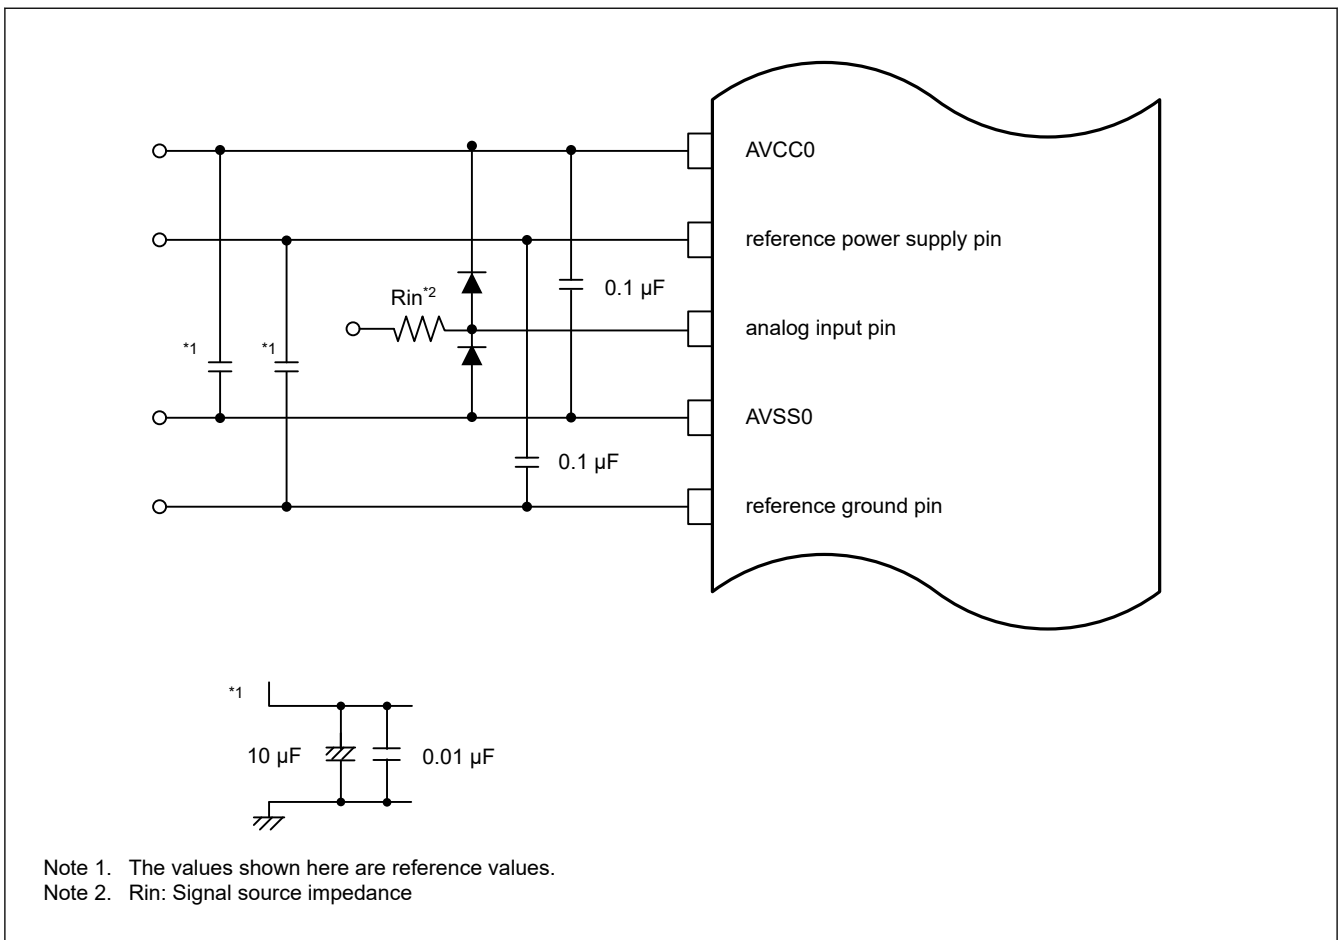 AVCC0
reference power supply pin
Rin*2
0.1 µF
analog input pin
*1
*1
AVSS0
0.1 µF
reference ground pin
*1
10 µF
0.01 µF
Note 1. The values shown here are reference values.
Note 2. Rin: Signal source impedance